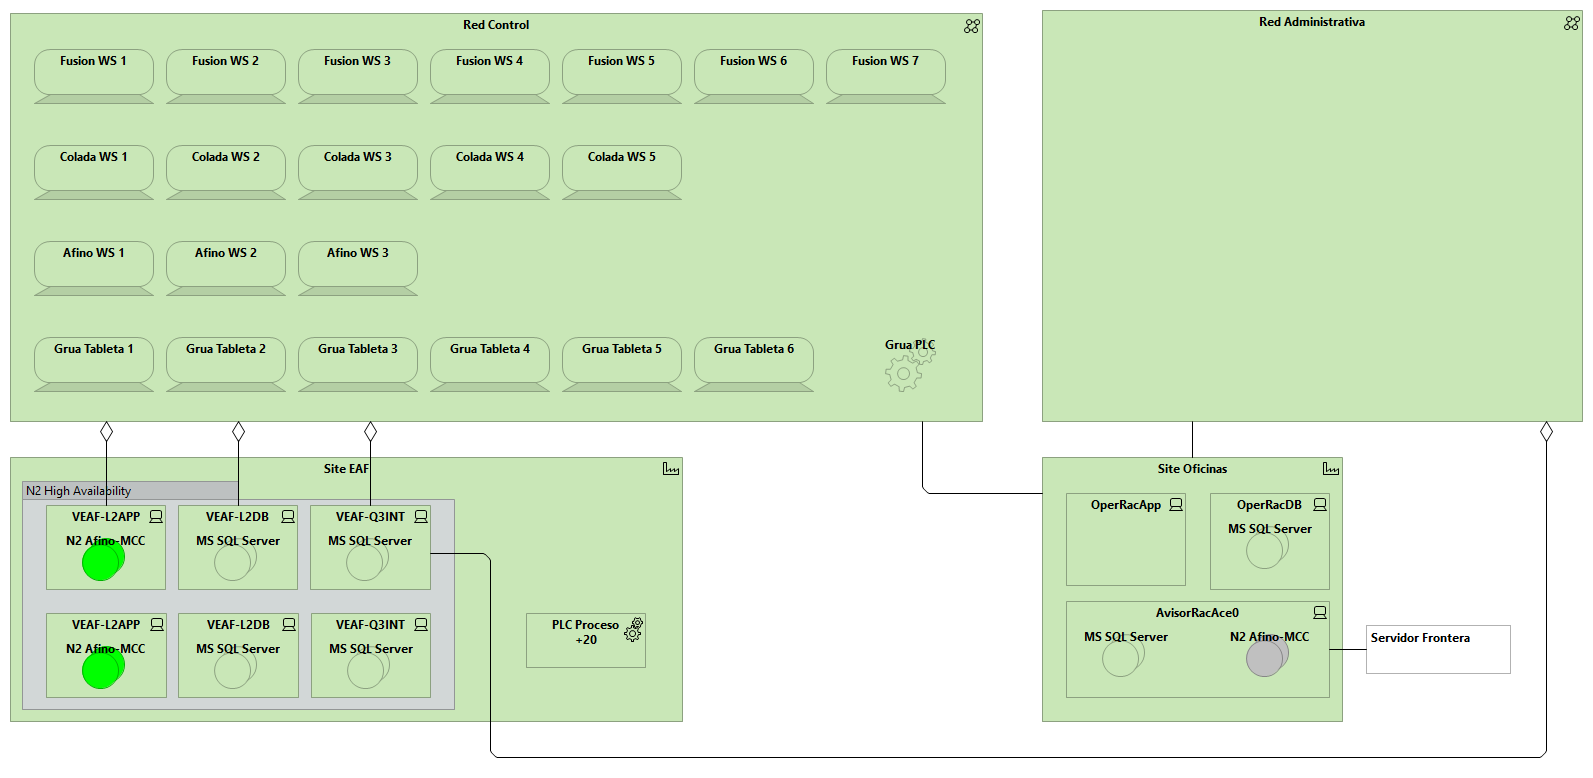 Red Control
Fusion WS 1
Fusion WS 2
Fusion WS 3
Fusion WS 4
Fusion WS 5
Fusion WS 6
Fusion WS 7
Colada WS 1
Colada WS 2
Colada WS 3
Colada WS 4
Colada WS 5
Afino WS 1
Afino WS 2
Afino WS 3
Grua Tableta 1
Grua Tableta 2
Grua Tableta 3
Grua Tableta 4
Grua Tableta 5
Grua Tableta 6
Grua PLC
Red Administrativa
Site EAF
N2 High Availability
VEAF-L2APP
N2 Afino-MCC
VEAF-L2DB
MS SQL Server
VEAF-Q3INT
MS SQL Server
VEAF-L2APP
N2 Afino-MCC
VEAF-L2DB
MS SQL Server
VEAF-Q3INT
MS SQL Server
PLC Proceso
+20
Site Oficinas
OperRacApp
OperRacDB
MS SQL Server
AvisorRacAce0
MS SQL Server
N2 Afino-MCC
Servidor Frontera